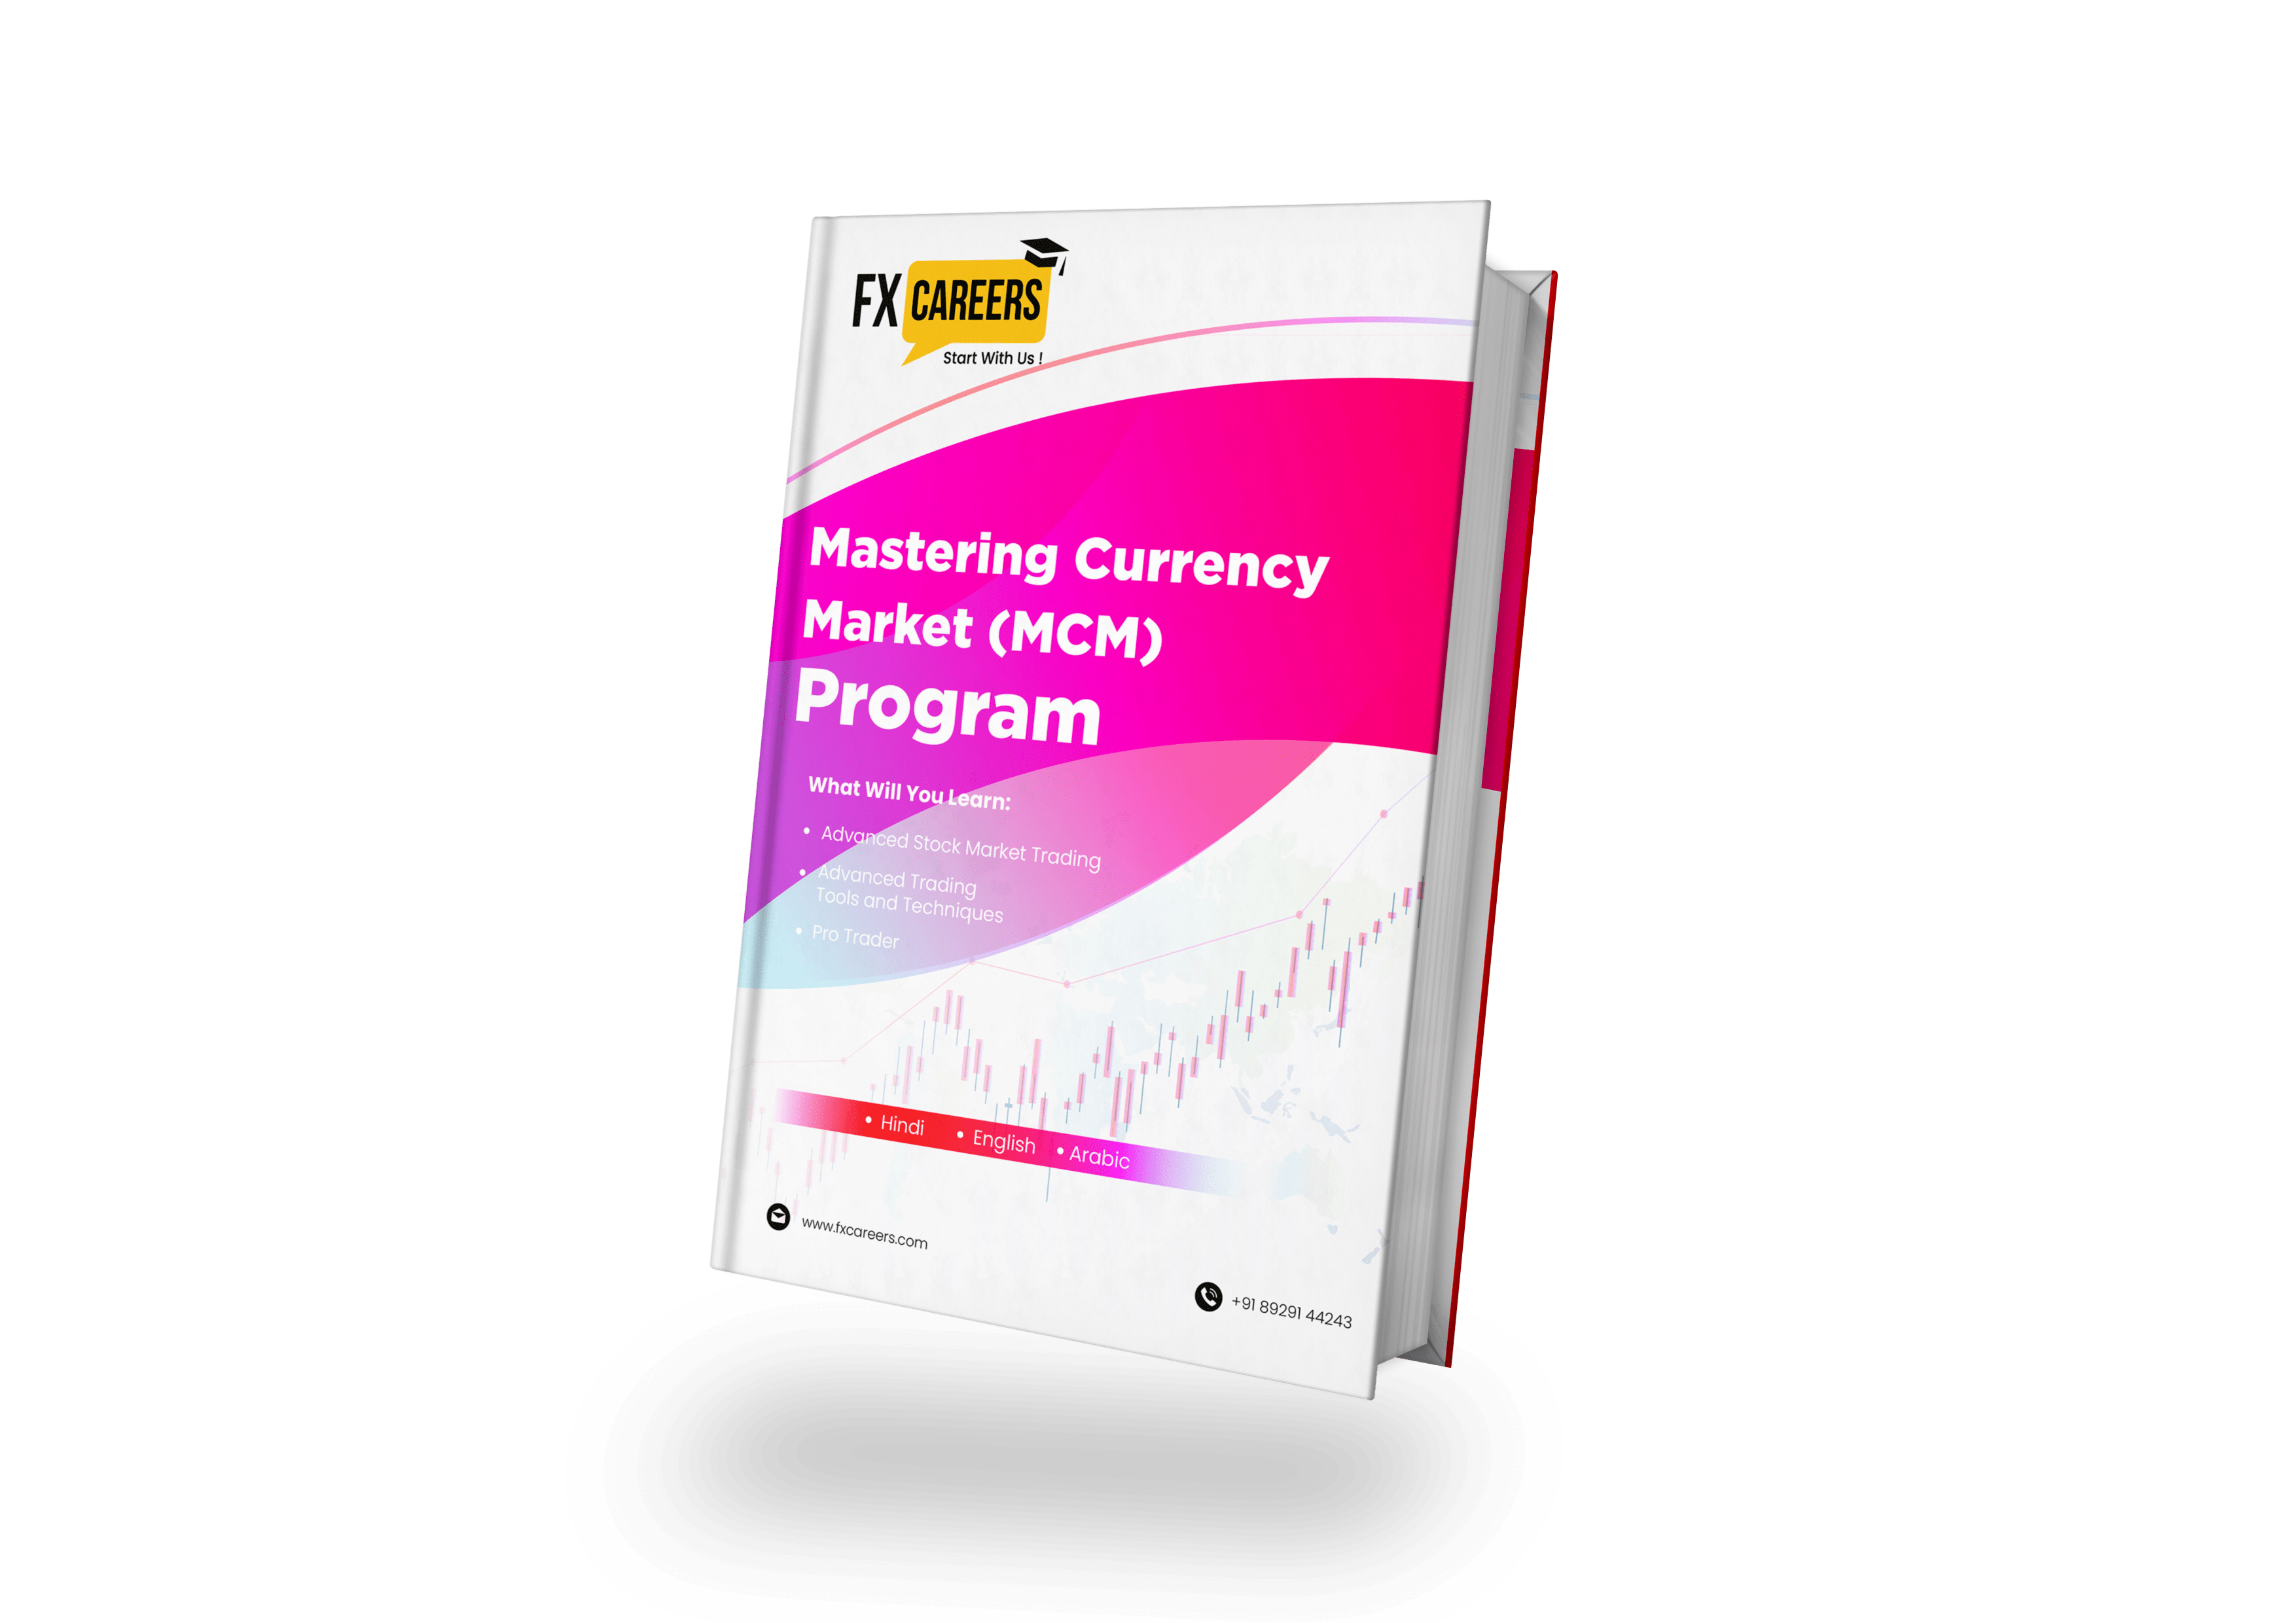 FX CAREERS
Start With Us !
Mastering Currency
Market (MCM)
Program
What Will You Learn:
• Advanced Stock Market Trading
• Advanced Trading
Tools and Techniques
• Pro Trader
• Hindi • English • Arabic
www.fxcareers.com
+91 89291 44243